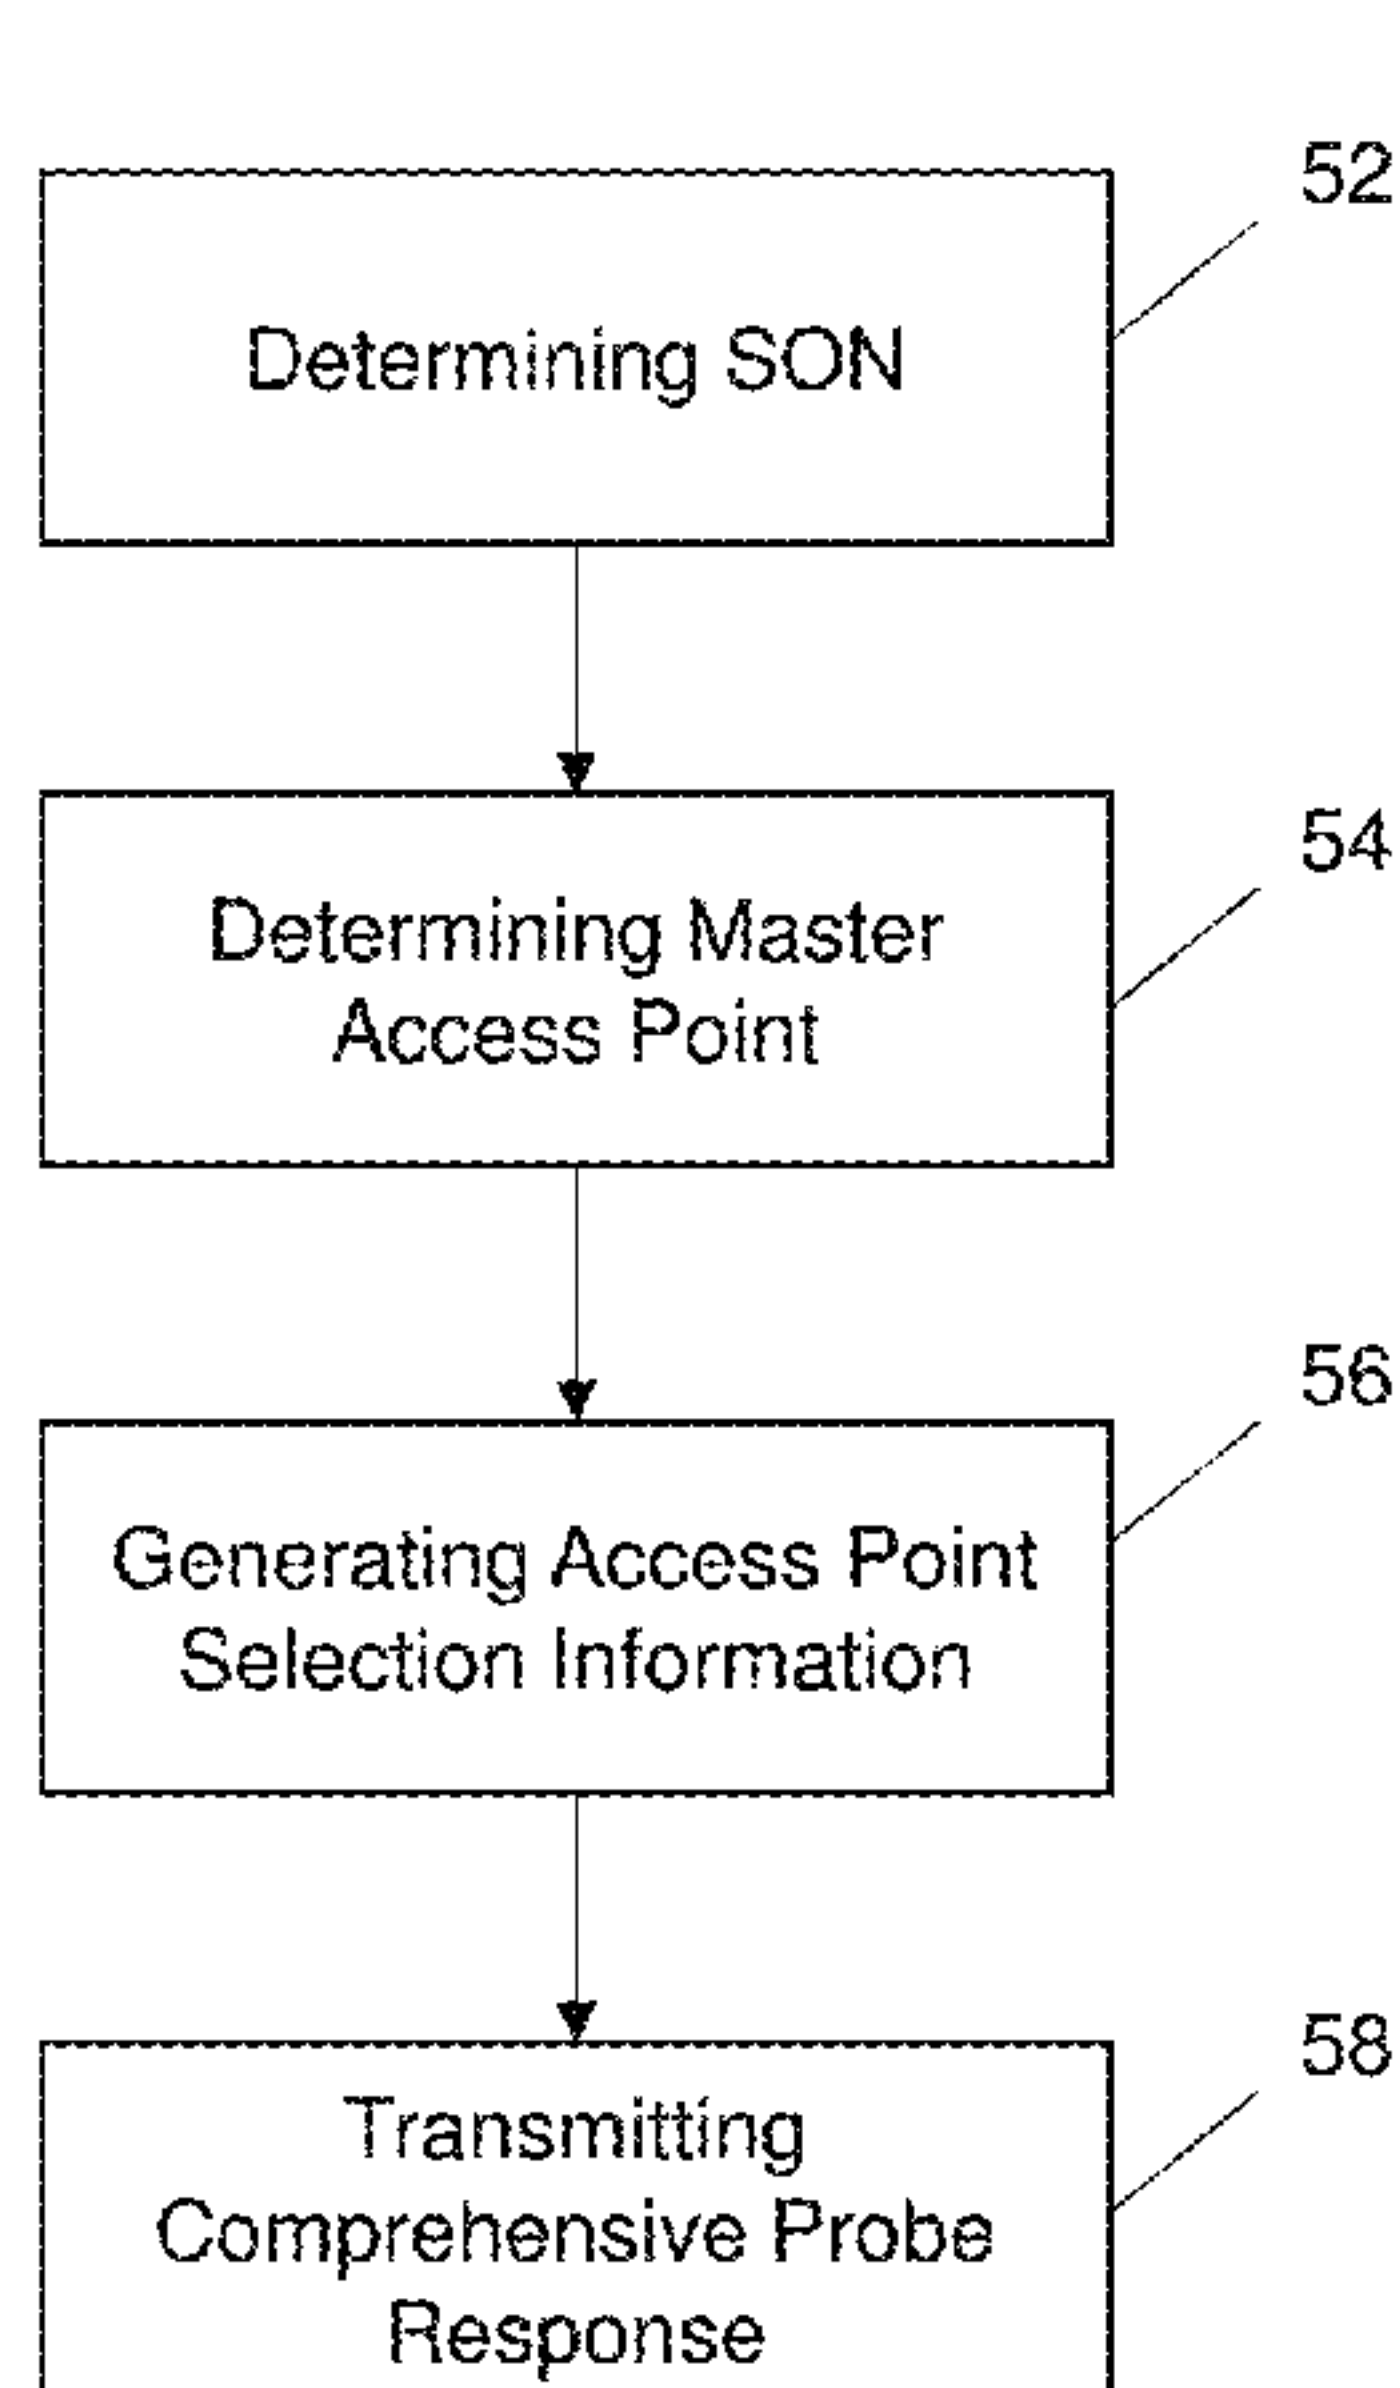 52
Determining SON
54
Determining Master
Access Point
56
Generating Access Point
Selection Information
58
Transmitting
Comprehensive Probe
Response